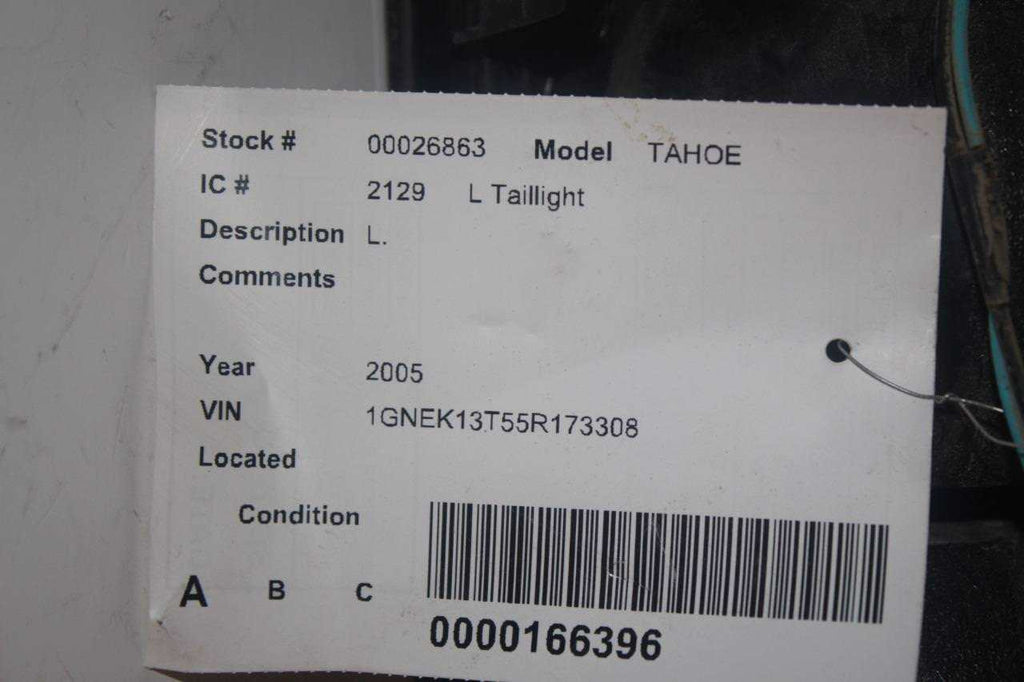 Stock # 00026863 Model TAHOE
IC # 2129 L Taillight
Description L.
Comments
Year 2005
VIN 1GNEK13T55R173308
Located
Condition
A B C
0000166396